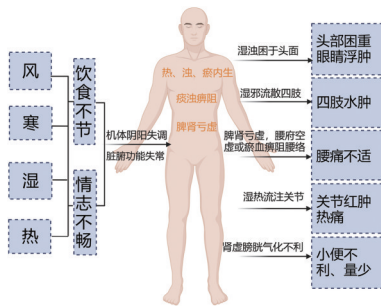 风
寒
湿
热
饮食不节
情志不畅
机体阴阳失调
脏腑功能失常
热、浊、瘀内生
痰浊痹阻
脾肾亏虚
湿浊困于头面
湿邪流散四肢
脾肾亏虚，腰府空
虚或瘀血痹阻腰络
湿热流注关节
肾虚膀胱气化不利
头部困重
眼睛浮肿
四肢水肿
腰痛不适
关节红肿
热痛
小便不
利、量少